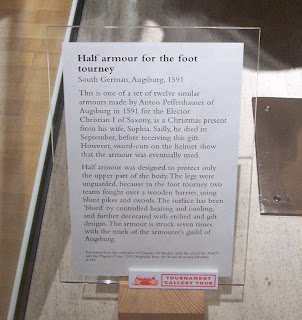 Half armour for the foot
tourney
South German, Augsburg, 1591
This is one of a set of twelve similar
armours made by Anton Peffenhauser of
Augsburg in 1591 for the Elector
Christian I of Saxony, as a Christmas present
from his wife, Sophia. Sadly, he died in
September, before receiving this gift.
However, sword-cuts on the helmet show
that the armour was eventually used.
Half armour was designed to protect only
the upper part of the body. The legs were
unguarded, because in the foot tourney two
teams fought over a wooden barrier, using
blunt pikes and swords. The surface has been
'blued' by controlled heating and cooling,
and further decorated with etched and gilt
designs. The armour is struck seven times
with the mark of the armourer's guild of
Augsburg.
TOURNAMENT
GALLERY TOUR